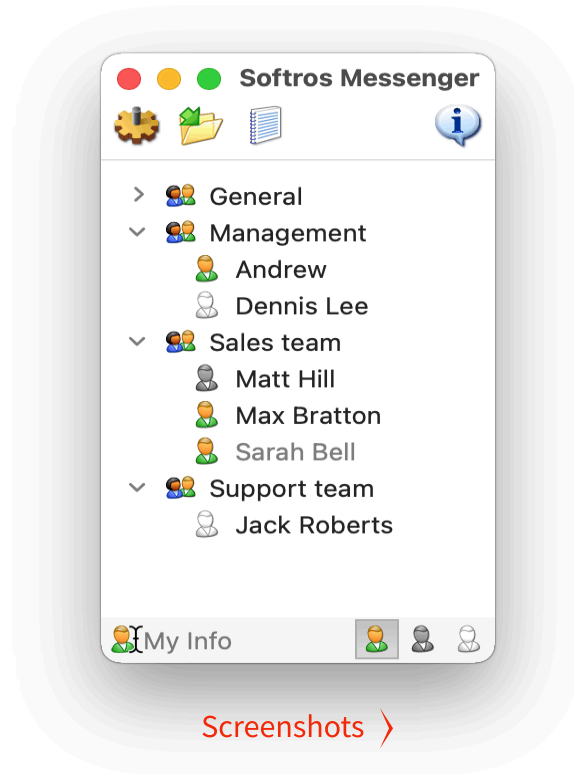 Softros Messenger
General
Management
Andrew
Dennis Lee
Sales team
Matt Hill
Max Bratton
Sarah Bell
Support team
Jack Roberts
My Info
Screenshots